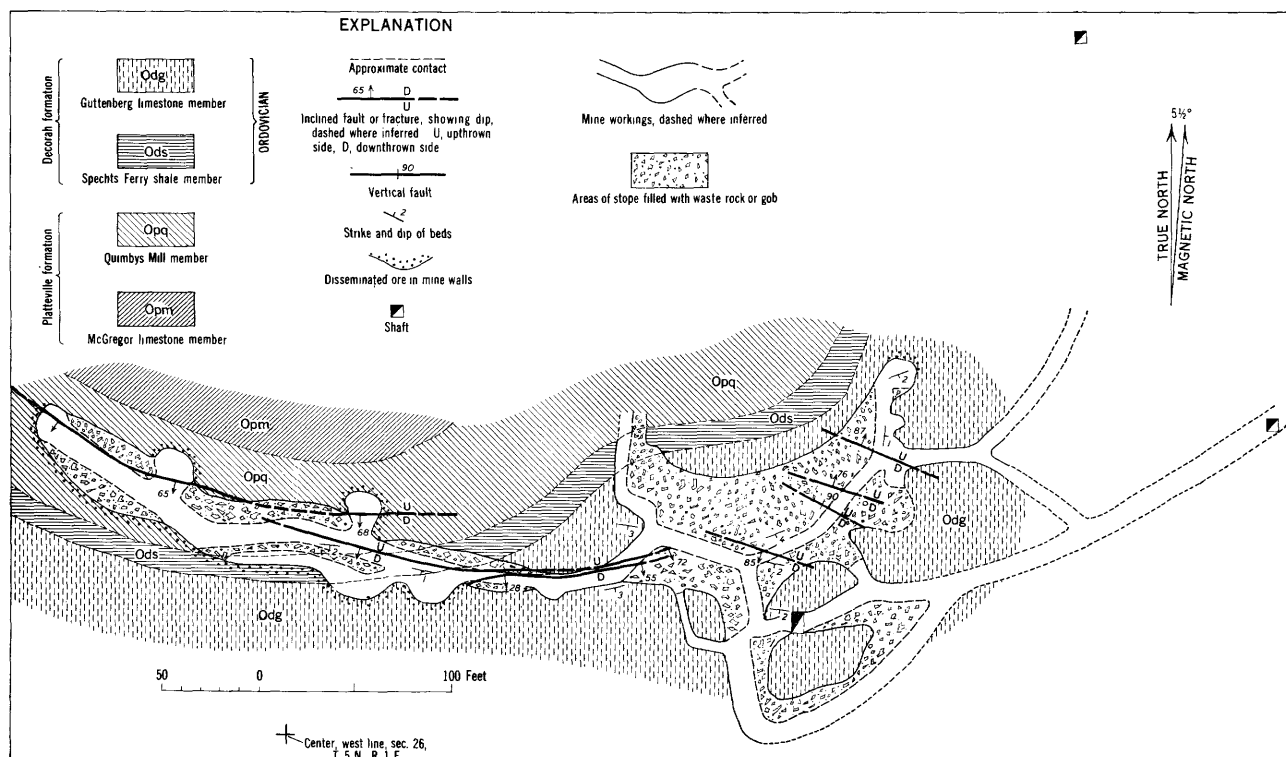 EXPLANATION
Odg
Guttenberg limestone member
Ods
Spechts Ferry shale member
Decorah formation
ORDOVICIAN
Opq
Quimbys Mill member
Opm
McGregor limestone member
Platteville formation
Approximate contact
65 D
U
Inclined fault or fracture, showing dip,
dashed where inferred U, upthrown
side, D, downthrown side
90
Vertical fault
2
Strike and dip of beds
Disseminated ore in mine walls
Shaft
Mine workings, dashed where inferred
Areas of stope filled with waste rock or gob
5½°
TRUE NORTH
MAGNETIC NORTH
Opq
Ods
Opm
Opq
2
87
U
D
76
90
U
D
D
65
U
D
68
U
D
Odg
Ods
U
D
72
U
D
85
55
28
3
2
2
Odg
50 0 100 Feet
Center, west line, sec. 26,
T. 5 N., R. 1 E.